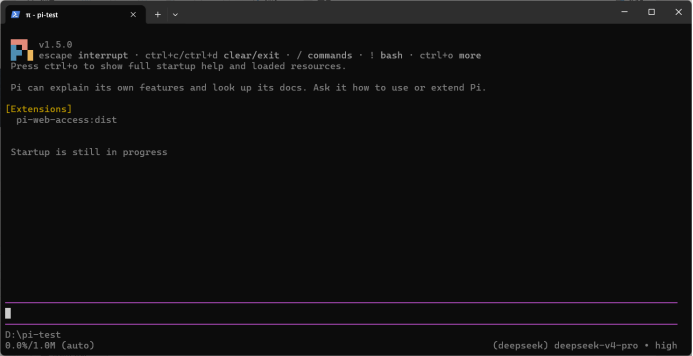 π - pi-test
v1.5.0
escape interrupt · ctrl+c/ctrl+d clear/exit · / commands · ! bash · ctrl+o more
Press ctrl+o to show full startup help and loaded resources.
Pi can explain its own features and look up its docs. Ask it how to use or extend Pi.
[Extensions]
pi-web-access:dist
Startup is still in progress
D:\pi-test
0.0%/1.0M (auto) (deepseek) deepseek-v4-pro • high